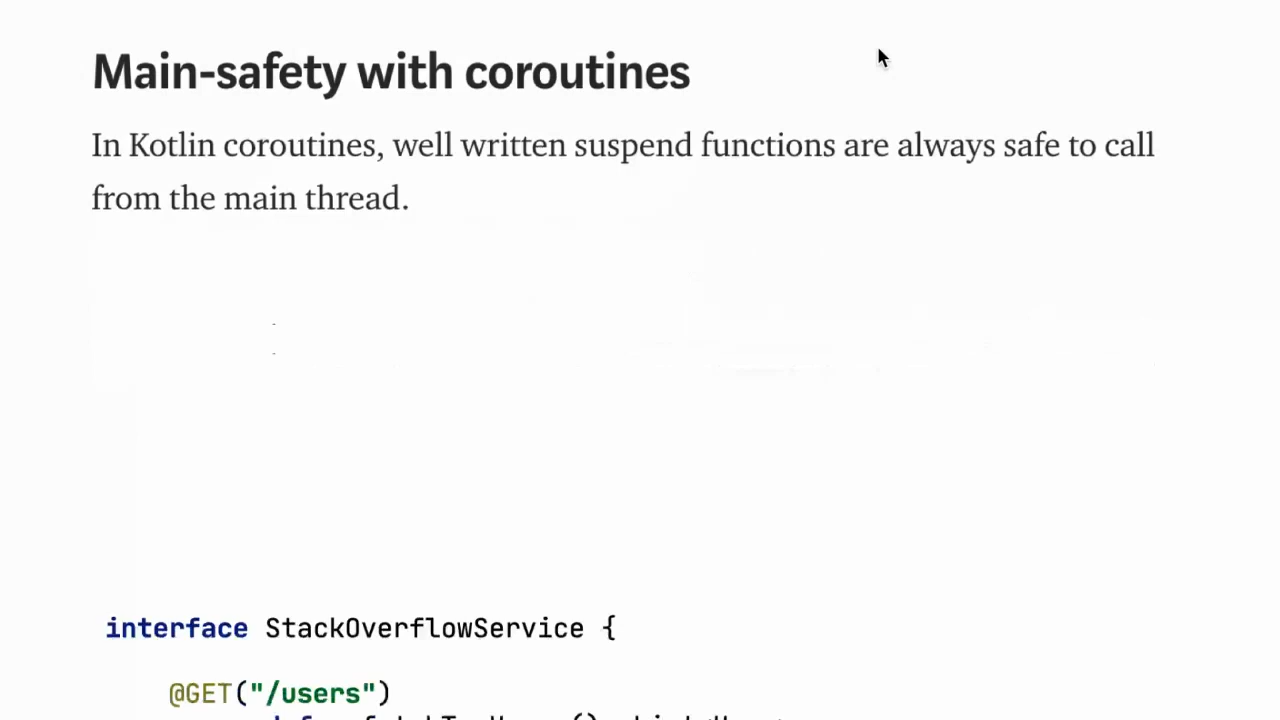 Main-safety with coroutines
In Kotlin coroutines, well written suspend functions are always safe to call
from the main thread.
interface StackOverflowService {
@GET("/users")